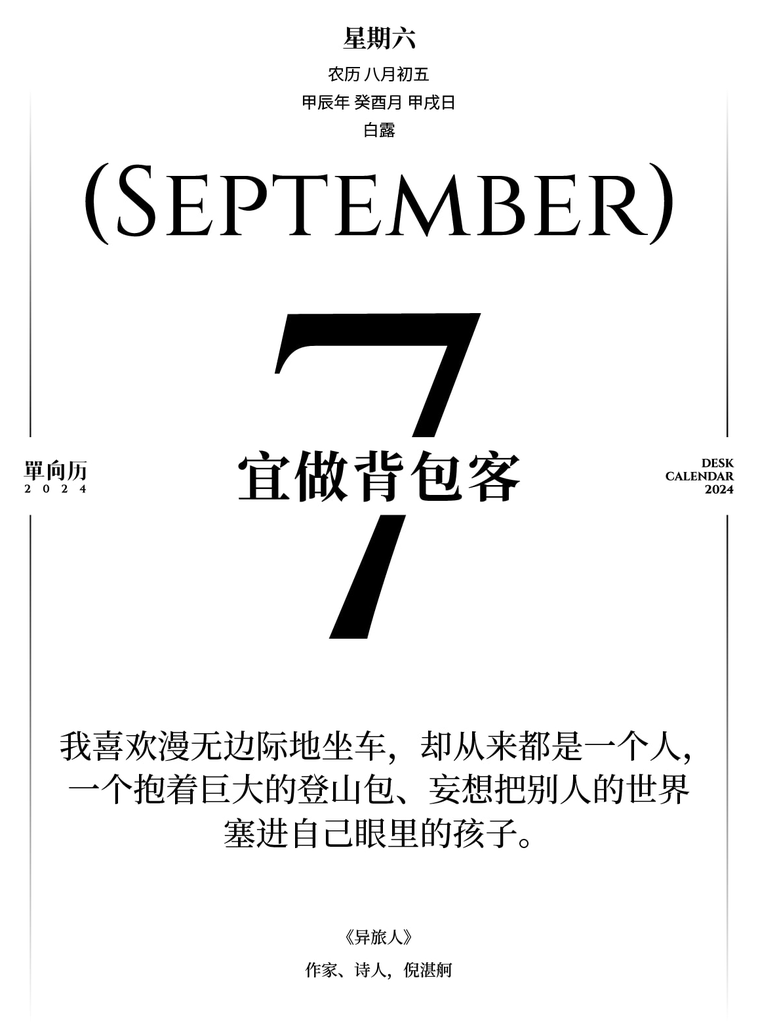 星期六
农历 八月初五
甲辰年 癸酉月 甲戌日
白露
(SEPTEMBER)
7
單向历
2024
宜做背包客
DESK
CALENDAR
2024
我喜欢漫无边际地坐车，却从来都是一个人，
一个抱着巨大的登山包、妄想把别人的世界
塞进自己眼里的孩子。
《异旅人》
作家、诗人，倪湛舸